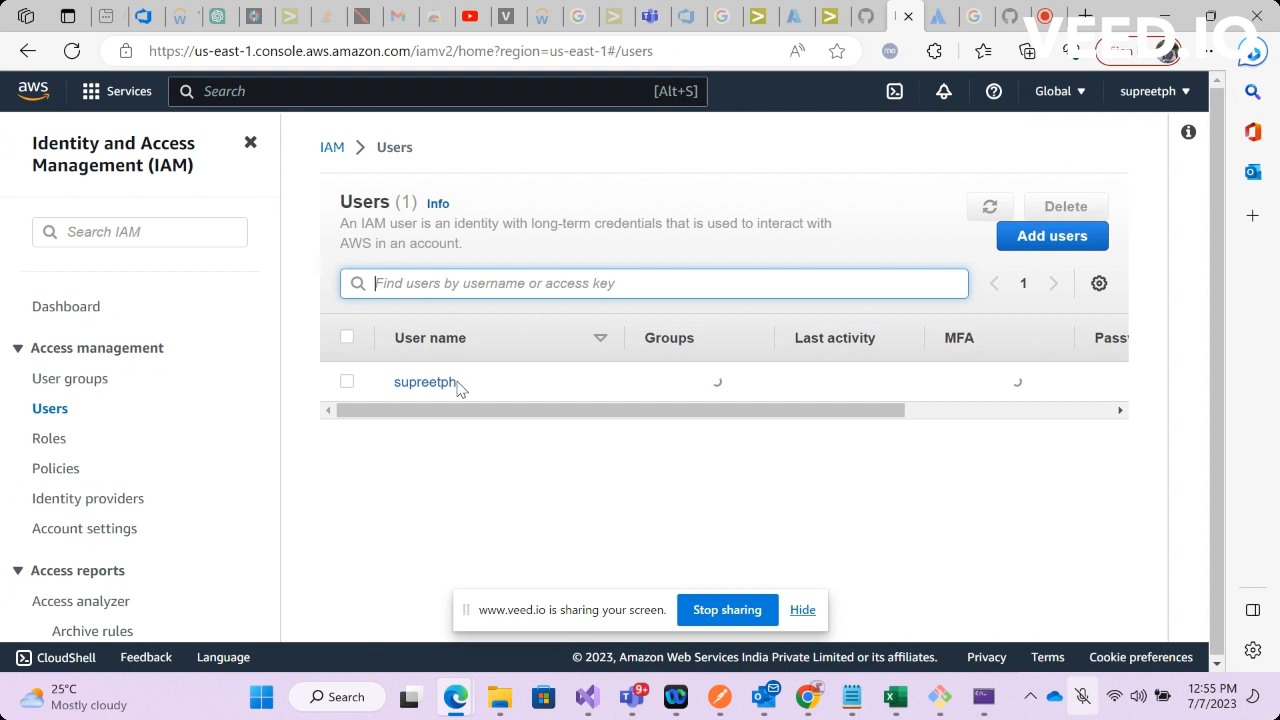 VEED.IO
https://us-east-1.console.aws.amazon.com/iamv2/home?region=us-east-1#/users
aws
Services
Search
[Alt+S]
Global
supreetph
Identity and Access
Management (IAM)
Search IAM
Dashboard
Access management
User groups
Users
Roles
Policies
Identity providers
Account settings
Access reports
Access analyzer
Archive rules
IAM
Users
Users (1) Info
An IAM user is an identity with long-term credentials that is used to interact with
AWS in an account.
Delete
Add users
Find users by username or access key
1
User name
Groups
Last activity
MFA
Passv
supreetph
www.veed.io is sharing your screen.
Stop sharing
Hide
CloudShell
Feedback
Language
© 2023, Amazon Web Services India Private Limited or its affiliates.
Privacy
Terms
Cookie preferences
25°C
Mostly cloudy
Search
9+
12:55 PM
7/7/2023